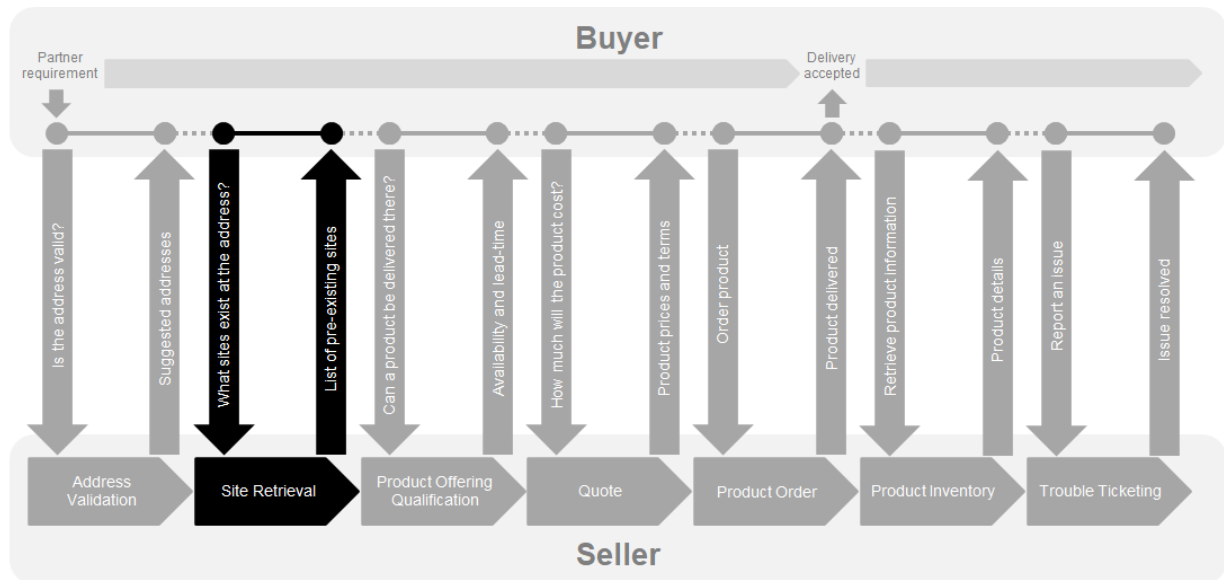 Buyer
Partner
requirement
Delivery
accepted
Is the address valid?
Suggested addresses
What sites exist at the address?
List of pre-existing sites
Can a product be delivered there?
Availability and lead-time
How much will the product cost?
Product prices and terms
Order product
Product delivered
Retrieve product information
Product details
Report an issue
Issue resolved
Address
Validation
Site Retrieval
Product Offering
Qualification
Quote
Product Order
Product Inventory
Trouble Ticketing
Seller